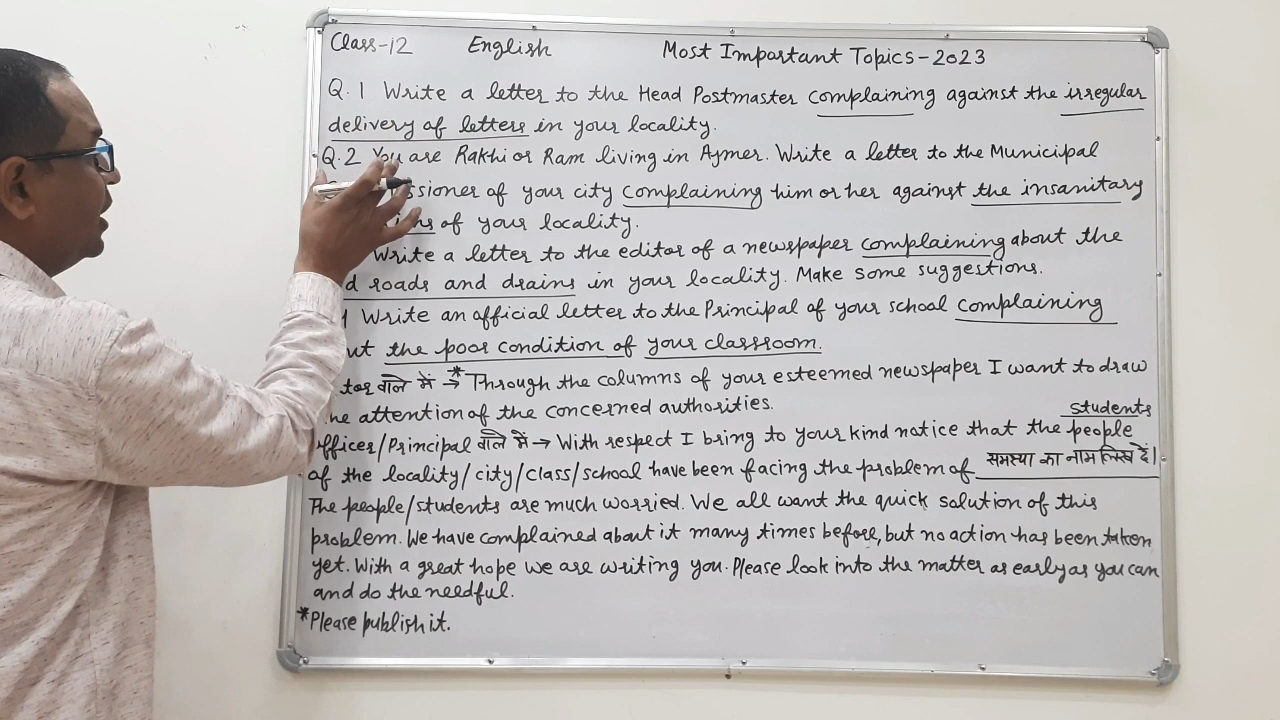 Class-12 English Most Important Topics-2023
Q.1 Write a letter to the Head Postmaster complaining against the irregular
delivery of letters in your locality.
Q.2 You are Rakhi or Ram living in Ajmer. Write a letter to the Municipal
ssioner of your city complaining him or her against the insanitary
ns of your locality.
Write a letter to the editor of a newspaper complaining about the
d roads and drains in your locality. Make some suggestions.
Write an official letter to the Principal of your school complaining
ut the poor condition of your classroom.
tor वाले में → * Through the columns of your esteemed newspaper I want to draw
he attention of the concerned authorities.
students
officer/Principal वाले में → With respect I bring to your kind notice that the people
of the locality/city/class/school have been facing the problem of समस्या का नाम लिख दें।
The people/students are much worried. We all want the quick solution of this
problem. We have complained about it many times before, but no action has been taken
yet. With a great hope we are writing you. Please look into the matter as early as you can
and do the needful.
*Please publish it.